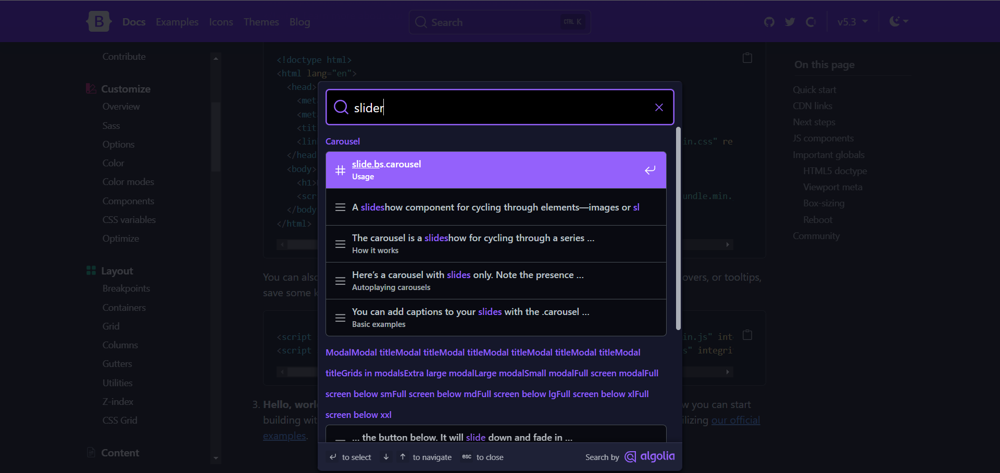 B Docs Examples Icons Themes Blog
Search CTRL K
v5.3
Contribute
Customize
Overview
Sass
Options
Color
Color modes
Components
CSS variables
Optimize
Layout
Breakpoints
Containers
Grid
Columns
Gutters
Utilities
Z-index
CSS Grid
Content
<!doctype html>
<html lang="en">
<head>
<met
<met
<tit
<lin in.css" re
</head
<body>
<h1>
<scr undle.min.
</body
</html>
You can also overs, or tooltips,
save some k
<script in.js" int
<script s" integri
3. Hello, worl w you can start
building wit ilizing our official
examples.
slider
Carousel
slide.bs.carousel
Usage
A slideshow component for cycling through elements—images or sl
The carousel is a slideshow for cycling through a series ...
How it works
Here’s a carousel with slides only. Note the presence ...
Autoplaying carousels
You can add captions to your slides with the .carousel ...
Basic examples
ModalModal titleModal titleModal titleModal titleModal titleModal titleModal
titleGrids in modalsExtra large modalLarge modalSmall modalFull screen modalFull
screen below smFull screen below mdFull screen below lgFull screen below xlFull
screen below xxl
... the button below. It will slide down and fade in ...
to select to navigate esc to close
Search by algolia
On this page
Quick start
CDN links
Next steps
JS components
Important globals
HTML5 doctype
Viewport meta
Box-sizing
Reboot
Community